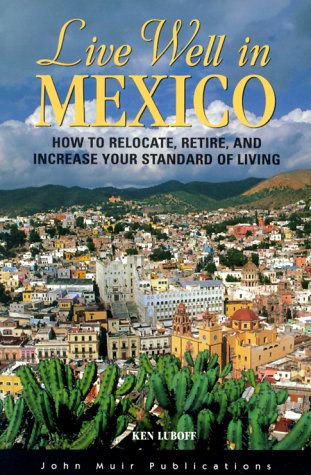 Live Well in
MEXICO
HOW TO RELOCATE, RETIRE, AND
INCREASE YOUR STANDARD OF LIVING
KEN LUBOFF
John Muir Publications